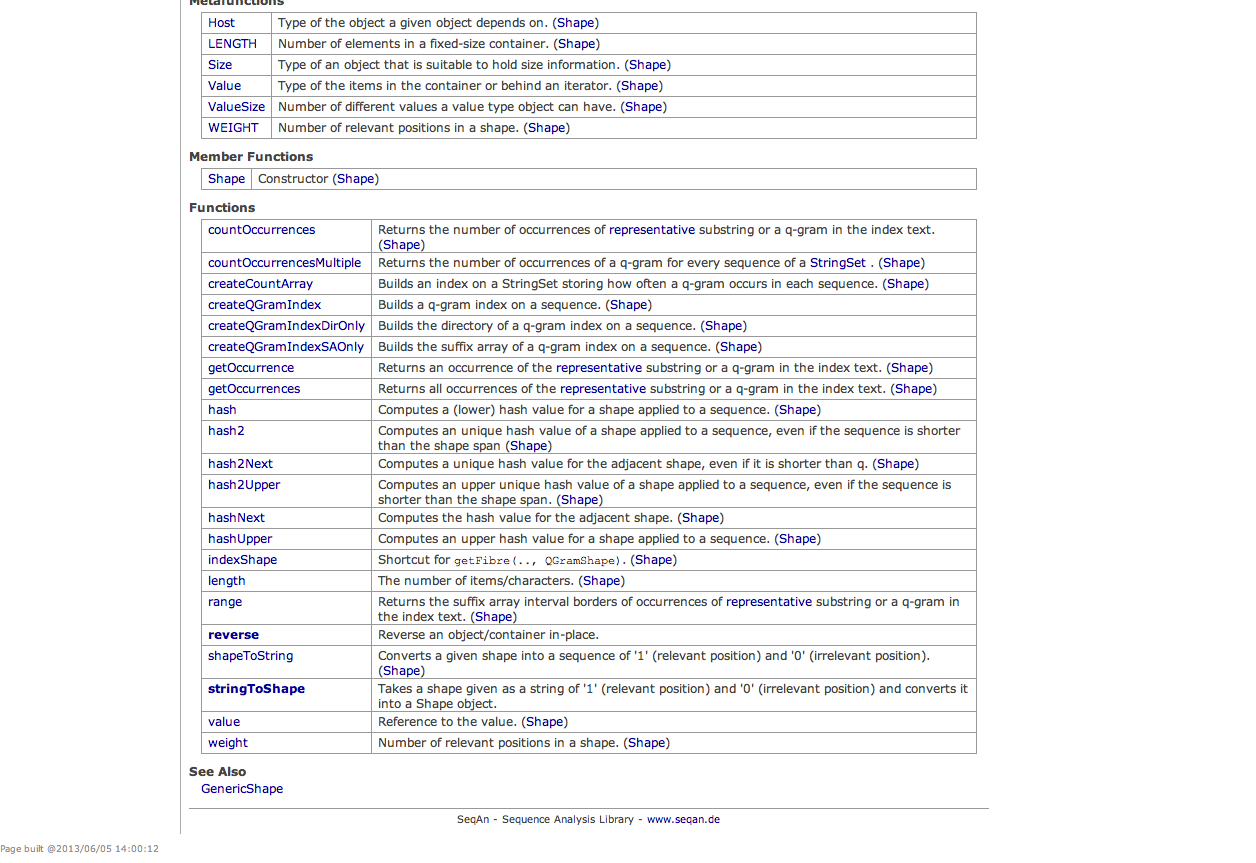 Metafunctions
Host Type of the object a given object depends on. (Shape)
LENGTH Number of elements in a fixed-size container. (Shape)
Size Type of an object that is suitable to hold size information. (Shape)
Value Type of the items in the container or behind an iterator. (Shape)
ValueSize Number of different values a value type object can have. (Shape)
WEIGHT Number of relevant positions in a shape. (Shape)
Member Functions
Shape Constructor (Shape)
Functions
countOccurrences Returns the number of occurrences of representative substring or a q-gram in the index text.
(Shape)
countOccurrencesMultiple Returns the number of occurrences of a q-gram for every sequence of a StringSet . (Shape)
createCountArray Builds an index on a StringSet storing how often a q-gram occurs in each sequence. (Shape)
createQGramIndex Builds a q-gram index on a sequence. (Shape)
createQGramIndexDirOnly Builds the directory of a q-gram index on a sequence. (Shape)
createQGramIndexSAOnly Builds the suffix array of a q-gram index on a sequence. (Shape)
getOccurrence Returns an occurrence of the representative substring or a q-gram in the index text. (Shape)
getOccurrences Returns all occurrences of the representative substring or a q-gram in the index text. (Shape)
hash Computes a (lower) hash value for a shape applied to a sequence. (Shape)
hash2 Computes an unique hash value of a shape applied to a sequence, even if the sequence is shorter
than the shape span (Shape)
hash2Next Computes a unique hash value for the adjacent shape, even if it is shorter than q. (Shape)
hash2Upper Computes an upper unique hash value of a shape applied to a sequence, even if the sequence is
shorter than the shape span. (Shape)
hashNext Computes the hash value for the adjacent shape. (Shape)
hashUpper Computes an upper hash value for a shape applied to a sequence. (Shape)
indexShape Shortcut for getFibre(.., QGramShape). (Shape)
length The number of items/characters. (Shape)
range Returns the suffix array interval borders of occurrences of representative substring or a q-gram in
the index text. (Shape)
reverse Reverse an object/container in-place.
shapeToString Converts a given shape into a sequence of '1' (relevant position) and '0' (irrelevant position).
(Shape)
stringToShape Takes a shape given as a string of '1' (relevant position) and '0' (irrelevant position) and converts it
into a Shape object.
value Reference to the value. (Shape)
weight Number of relevant positions in a shape. (Shape)
See Also
GenericShape
SeqAn - Sequence Analysis Library - www.seqan.de
Page built @2013/06/05 14:00:12